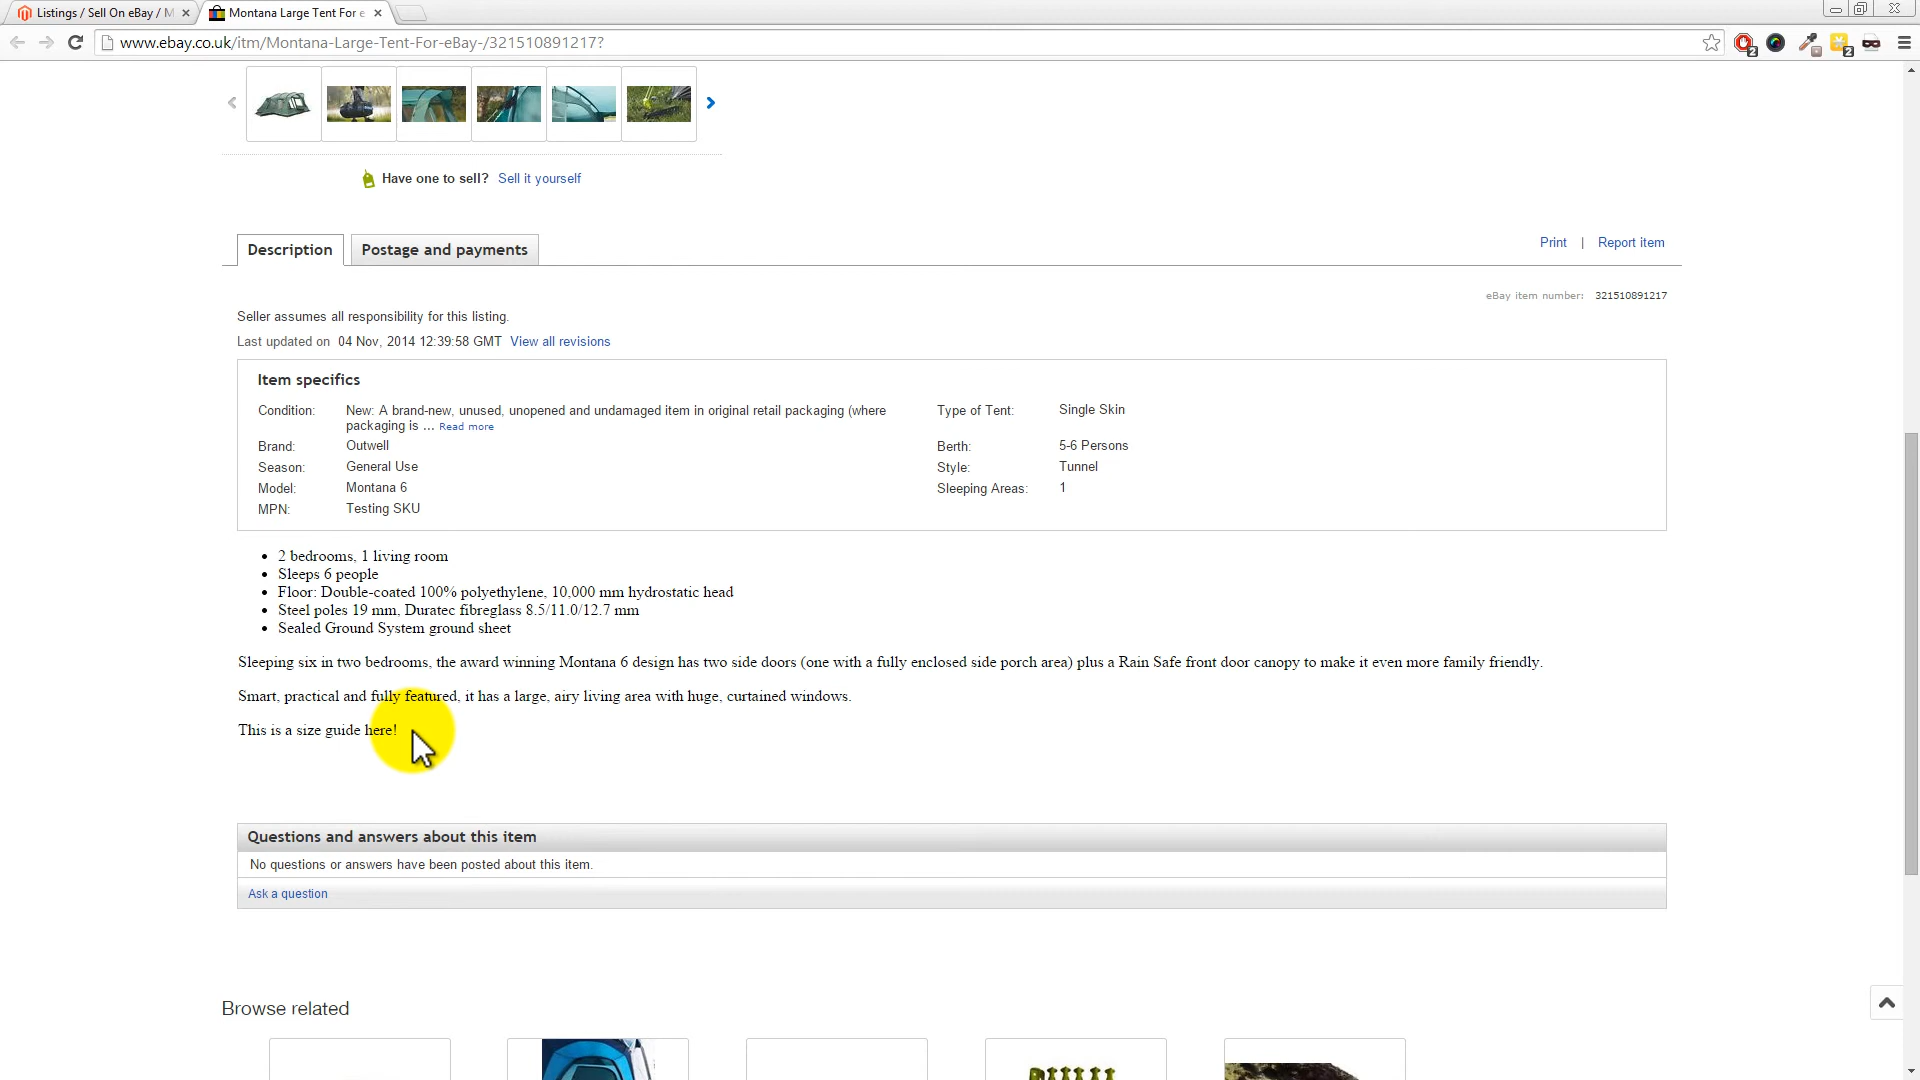 Listings / Sell On eBay / M
Montana Large Tent For e
www.ebay.co.uk/itm/Montana-Large-Tent-For-eBay-/321510891217?
2
2
Have one to sell? Sell it yourself
Description
Postage and payments
Print | Report item
eBay item number: 321510891217
Seller assumes all responsibility for this listing.
Last updated on 04 Nov, 2014 12:39:58 GMT View all revisions
Item specifics
Condition: New: A brand-new, unused, unopened and undamaged item in original retail packaging (where
packaging is ... Read more
Type of Tent: Single Skin
Brand: Outwell
Berth: 5-6 Persons
Season: General Use
Style: Tunnel
Model: Montana 6
Sleeping Areas: 1
MPN: Testing SKU
• 2 bedrooms, 1 living room
• Sleeps 6 people
• Floor: Double-coated 100% polyethylene, 10,000 mm hydrostatic head
• Steel poles 19 mm, Duratec fibreglass 8.5/11.0/12.7 mm
• Sealed Ground System ground sheet
Sleeping six in two bedrooms, the award winning Montana 6 design has two side doors (one with a fully enclosed side porch area) plus a Rain Safe front door canopy to make it even more family friendly.
Smart, practical and fully featured, it has a large, airy living area with huge, curtained windows.
This is a size guide here!
Questions and answers about this item
No questions or answers have been posted about this item.
Ask a question
Browse related